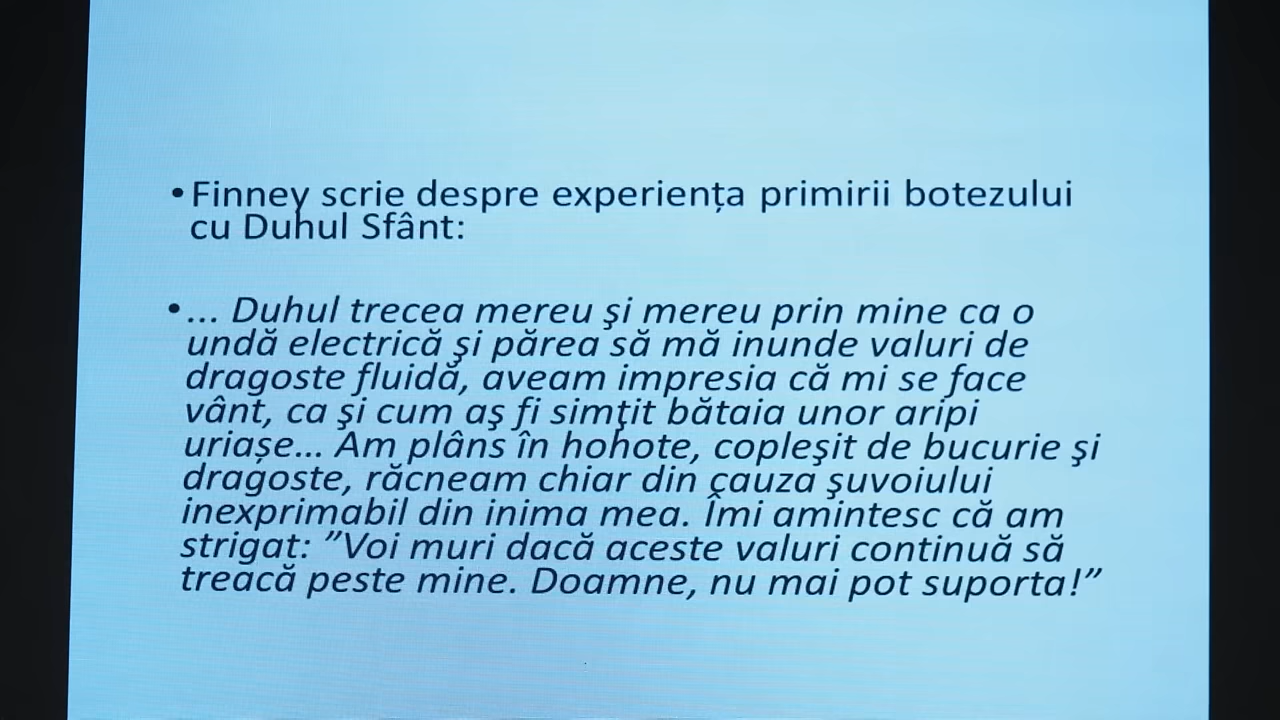 •Finney scrie despre experiența primirii botezului
cu Duhul Sfânt:
•... Duhul trecea mereu şi mereu prin mine ca o
undă electrică şi părea să mă inunde valuri de
dragoste fluidă, aveam impresia că mi se face
vânt, ca şi cum aş fi simţit bătaia unor aripi
uriașe... Am plâns în hohote, copleşit de bucurie şi
dragoste, răcneam chiar din cauza şuvoiului
inexprimabil din inima mea. Îmi amintesc că am
strigat: ”Voi muri dacă aceste valuri continuă să
treacă peste mine. Doamne, nu mai pot suporta!”